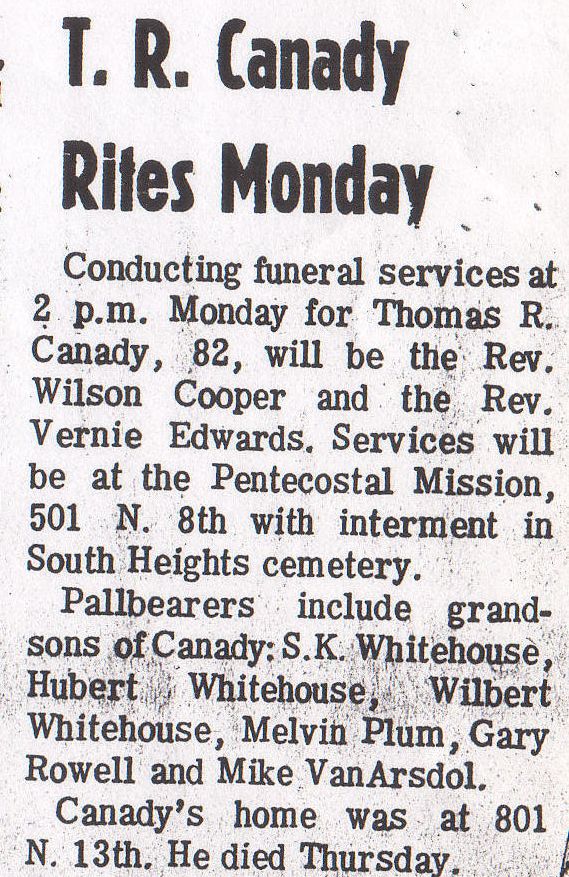 T. R. Canady
Rites Monday
Conducting funeral services at
2 p.m. Monday for Thomas R.
Canady, 82, will be the Rev.
Wilson Cooper and the Rev.
Vernie Edwards. Services will
be at the Pentecostal Mission,
501 N. 8th with interment in
South Heights cemetery.
Pallbearers include grand-
sons of Canady: S.K. Whitehouse,
Hubert Whitehouse, Wilbert
Whitehouse, Melvin Plum, Gary
Rowell and Mike VanArsdol.
Canady's home was at 801
N. 13th. He died Thursday.